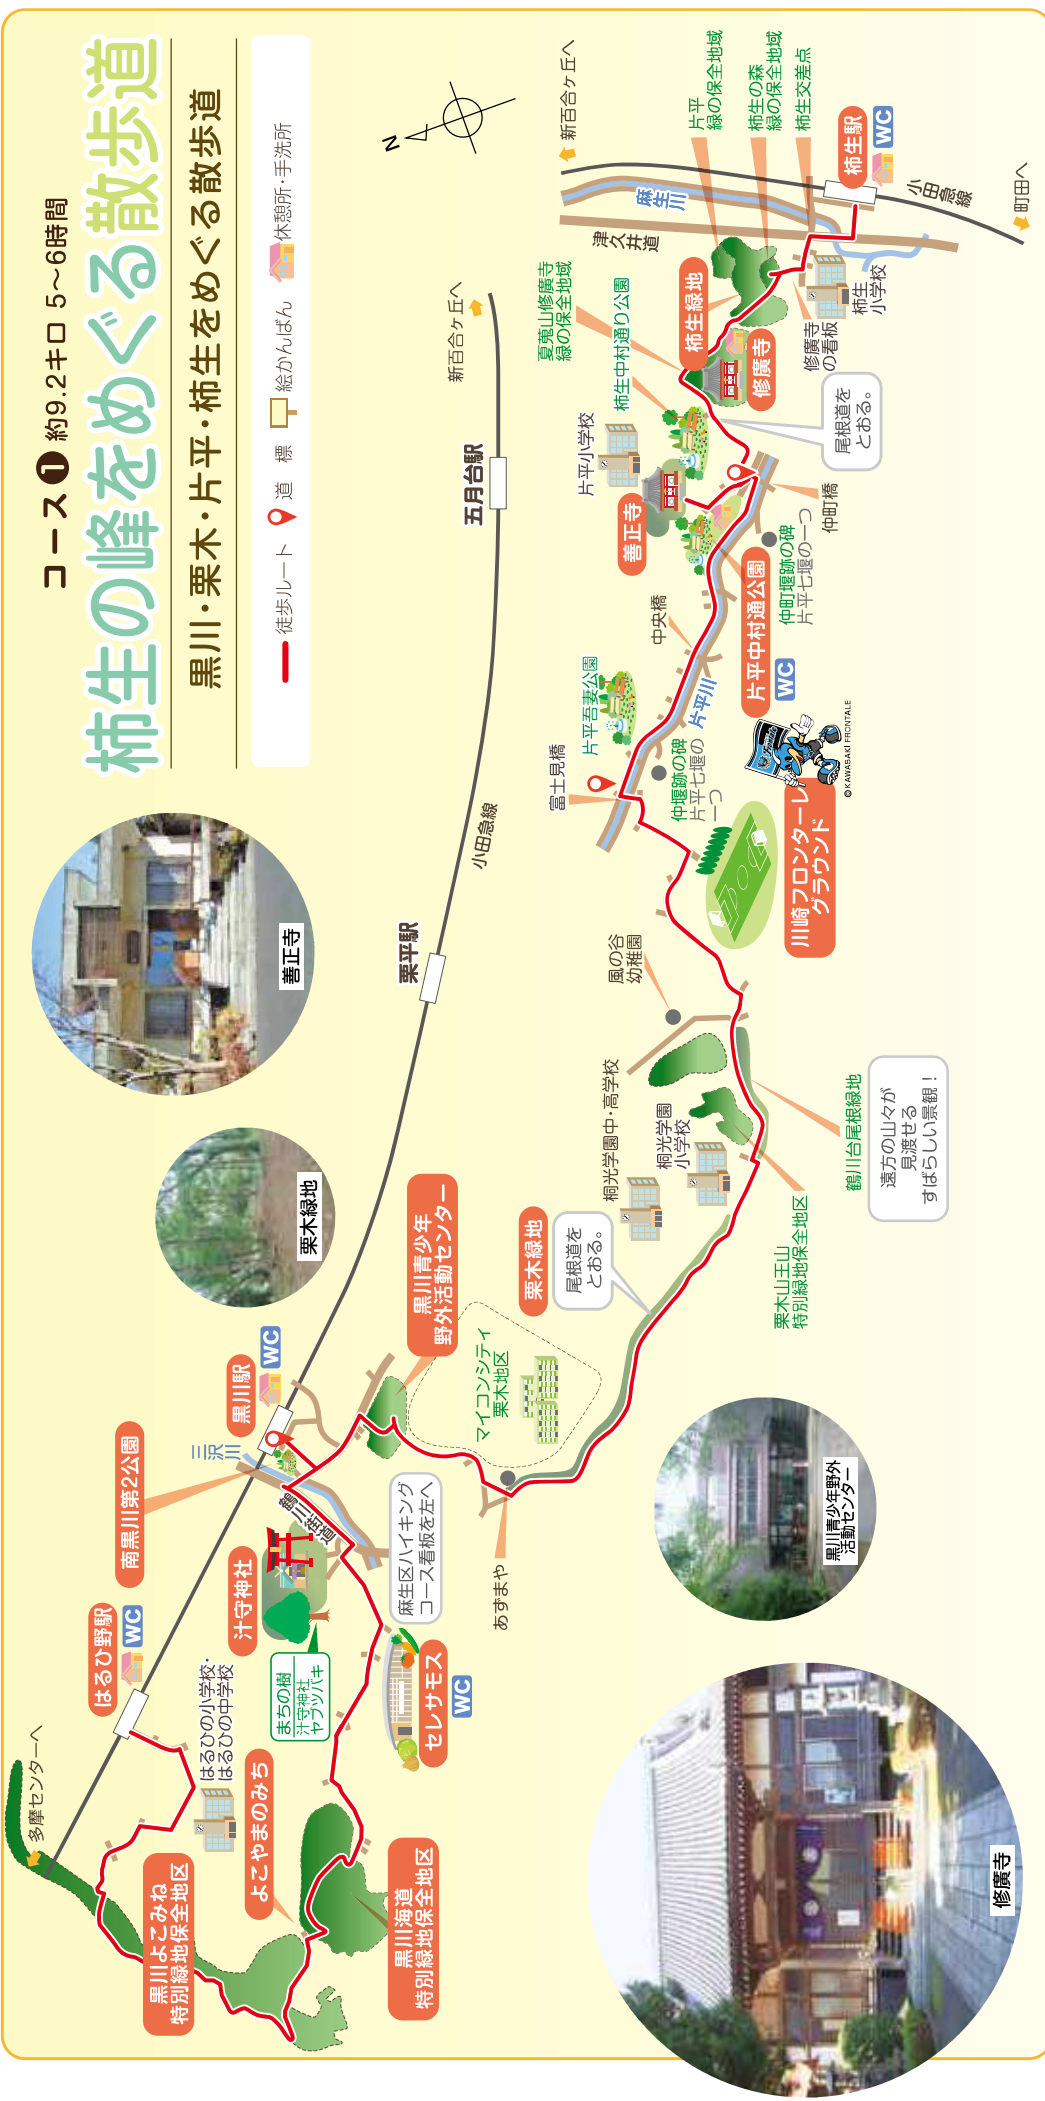 コース❶ 約9.2キロ 5～6時間
柿生の峰をめぐる散歩道
黒川・栗木・片平・柿生をめぐる散歩道
徒歩ルート
道 標
絵かんばん
休憩所・手洗所
N
多摩センターへ
はるひ野駅
WC
はるひの小学校・
はるひの中学校
黒川よこみね
特別緑地保全地区
よこやまのみち
黒川海道
特別緑地保全地区
南黒川第2公園
汁守神社
まちの樹
汁守神社
ヤブツバキ
セレサモス
WC
三沢川
鶴川街道
黒川駅
WC
麻生区ハイキング
コース看板を左へ
黒川青少年
野外活動センター
マイコンシティ
栗木地区
あずまや
栗木緑地
尾根道を
とおる。
桐光学園中・高学校
桐光学園
小学校
栗木山王山
特別緑地保全地区
鶴川台尾根緑地
遠方の山々が
見渡せる
すばらしい景観！
風の谷
幼稚園
栗平駅
小田急線
五月台駅
新百合ヶ丘へ
川崎フロンターレ
グラウンド
©KAWASAKI FRONTALE
富士見橋
仲堰跡の碑
片平七堰の
一つ
片平吾妻公園
片平川
中央橋
片平中村通公園
WC
仲町堰跡の碑
片平七堰の一つ
仲町橋
善正寺
片平小学校
柿生中村通り公園
夏蒐山修廣寺
緑の保全地域
尾根道を
とおる。
修廣寺
柿生緑地
修廣寺
の看板
柿生
小学校
津久井道
麻生川
新百合ヶ丘へ
片平
緑の保全地域
柿生の森
緑の保全地域
柿生交差点
柿生駅
WC
小田急線
町田へ
善正寺
栗木緑地
黒川青少年野外
活動センター
修廣寺